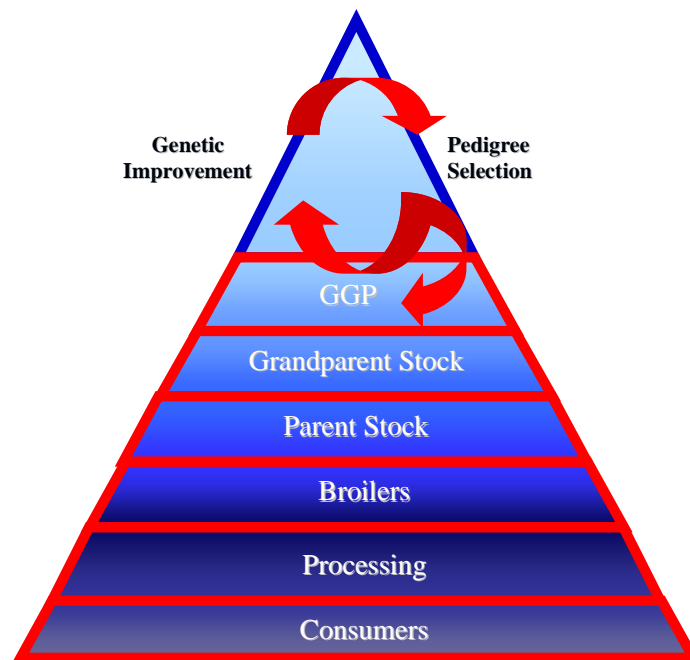 Genetic
Improvement
Pedigree
Selection
GGP
Grandparent Stock
Parent Stock
Broilers
Processing
Consumers